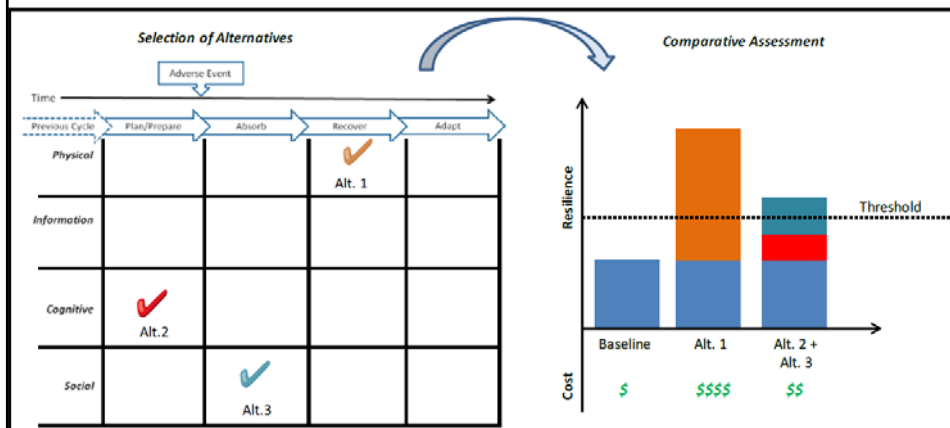 Selection of Alternatives
Comparative Assessment
Adverse Event
Time
Previous Cycle
Plan/Prepare
Absorb
Recover
Adapt
Physical
Alt. 1
Information
Cognitive
Alt.2
Social
Alt.3
Resilience
Threshold
Baseline
Alt. 1
Alt. 2 +
Alt. 3
Cost
$
$$$$
$$